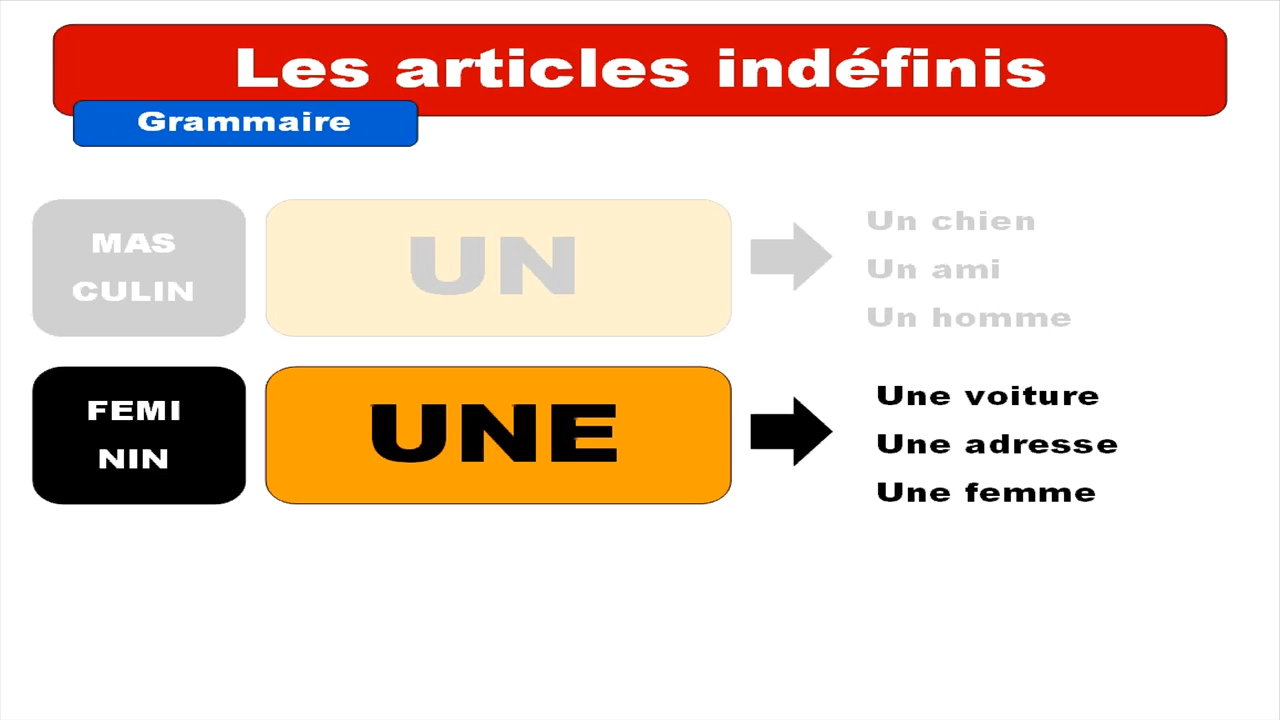 Les articles indéfinis
Grammaire
MAS
CULIN
UN
Un chien
Un ami
Un homme
FEMI
NIN
UNE
Une voiture
Une adresse
Une femme